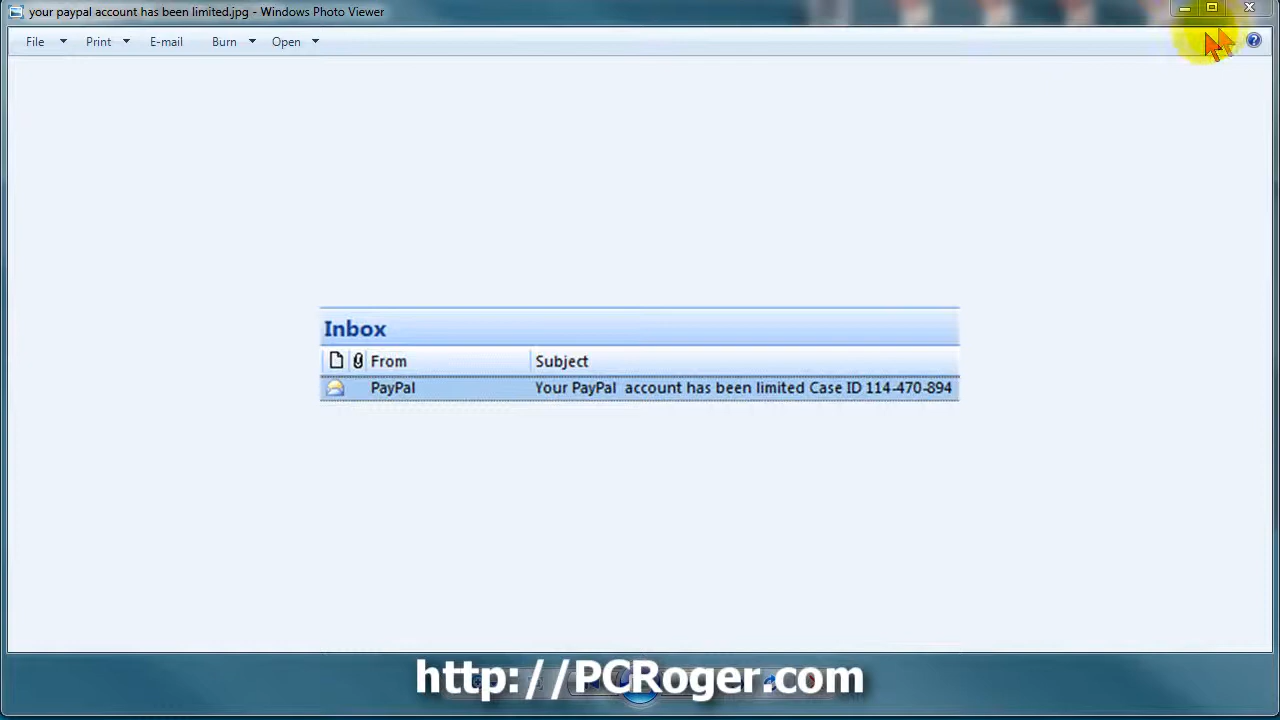 your paypal account has been limited.jpg - Windows Photo Viewer
File Print E-mail Burn Open
Inbox
From Subject
PayPal Your PayPal  account has been limited Case ID 114-470-894
http://PCRoger.com